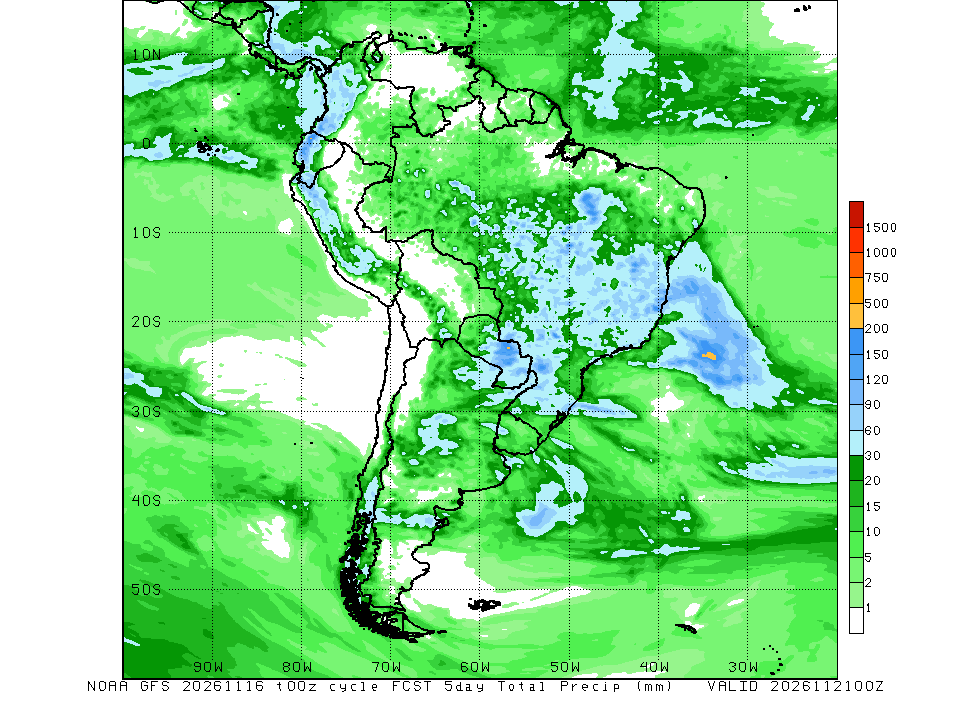 10N
0
10S
20S
30S
40S
50S
90W 80W 70W 60W 50W 40W 30W
1500
1000
750
500
200
150
120
90
60
30
20
15
10
5
2
1
NOAA GFS 20261116 t00z cycle FCST 5day Total Precip (mm) VALID 2026112100Z